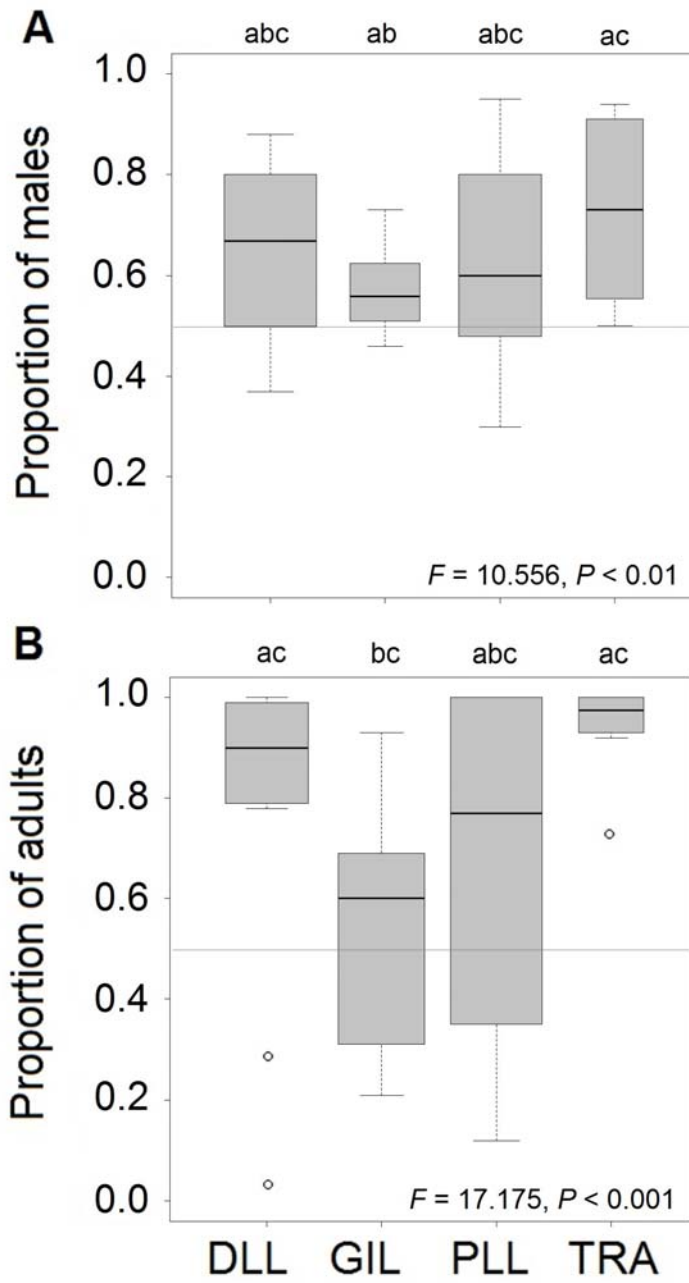 A
abc ab abc ac
Proportion of males
1.0
0.8
0.6
0.4
0.2
0.0
F = 10.556, P < 0.01
B
ac bc abc ac
Proportion of adults
1.0
0.8
0.6
0.4
0.2
0.0
F = 17.175, P < 0.001
DLL GIL PLL TRA